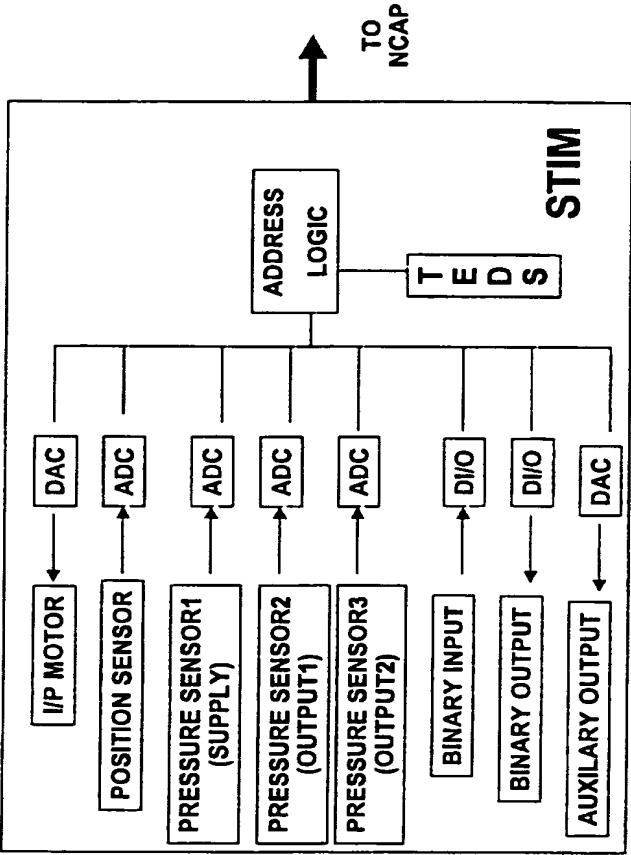 I/P MOTOR
DAC
POSITION SENSOR
ADC
PRESSURE SENSOR1
(SUPPLY)
ADC
PRESSURE SENSOR2
(OUTPUT1)
ADC
PRESSURE SENSOR3
(OUTPUT2)
ADC
BINARY INPUT
DI/O
BINARY OUTPUT
DI/O
AUXILARY OUTPUT
DAC
ADDRESS
LOGIC
TEDS
STIM
TO
NCAP